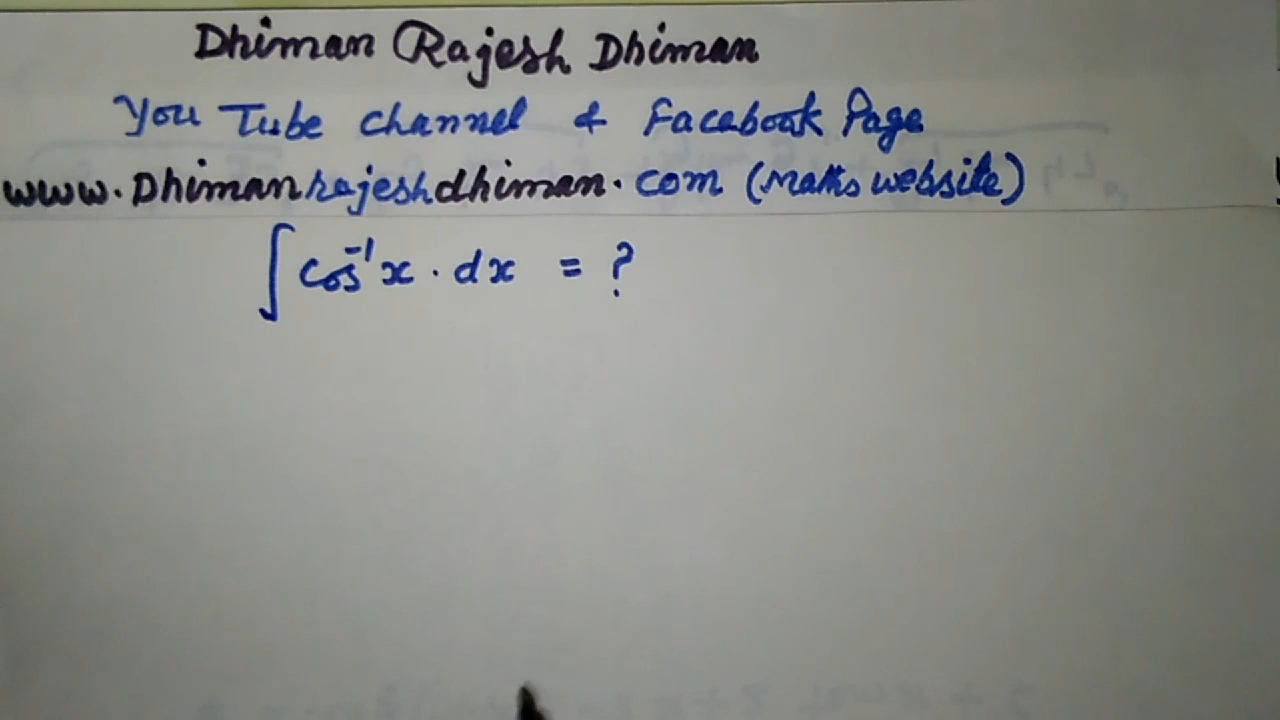 Dhiman Rajesh Dhiman
You Tube channel & Facebook Page
www.Dhimanrajeshdhiman.com (Maths website)
∫ cos⁻¹x · dx = ?